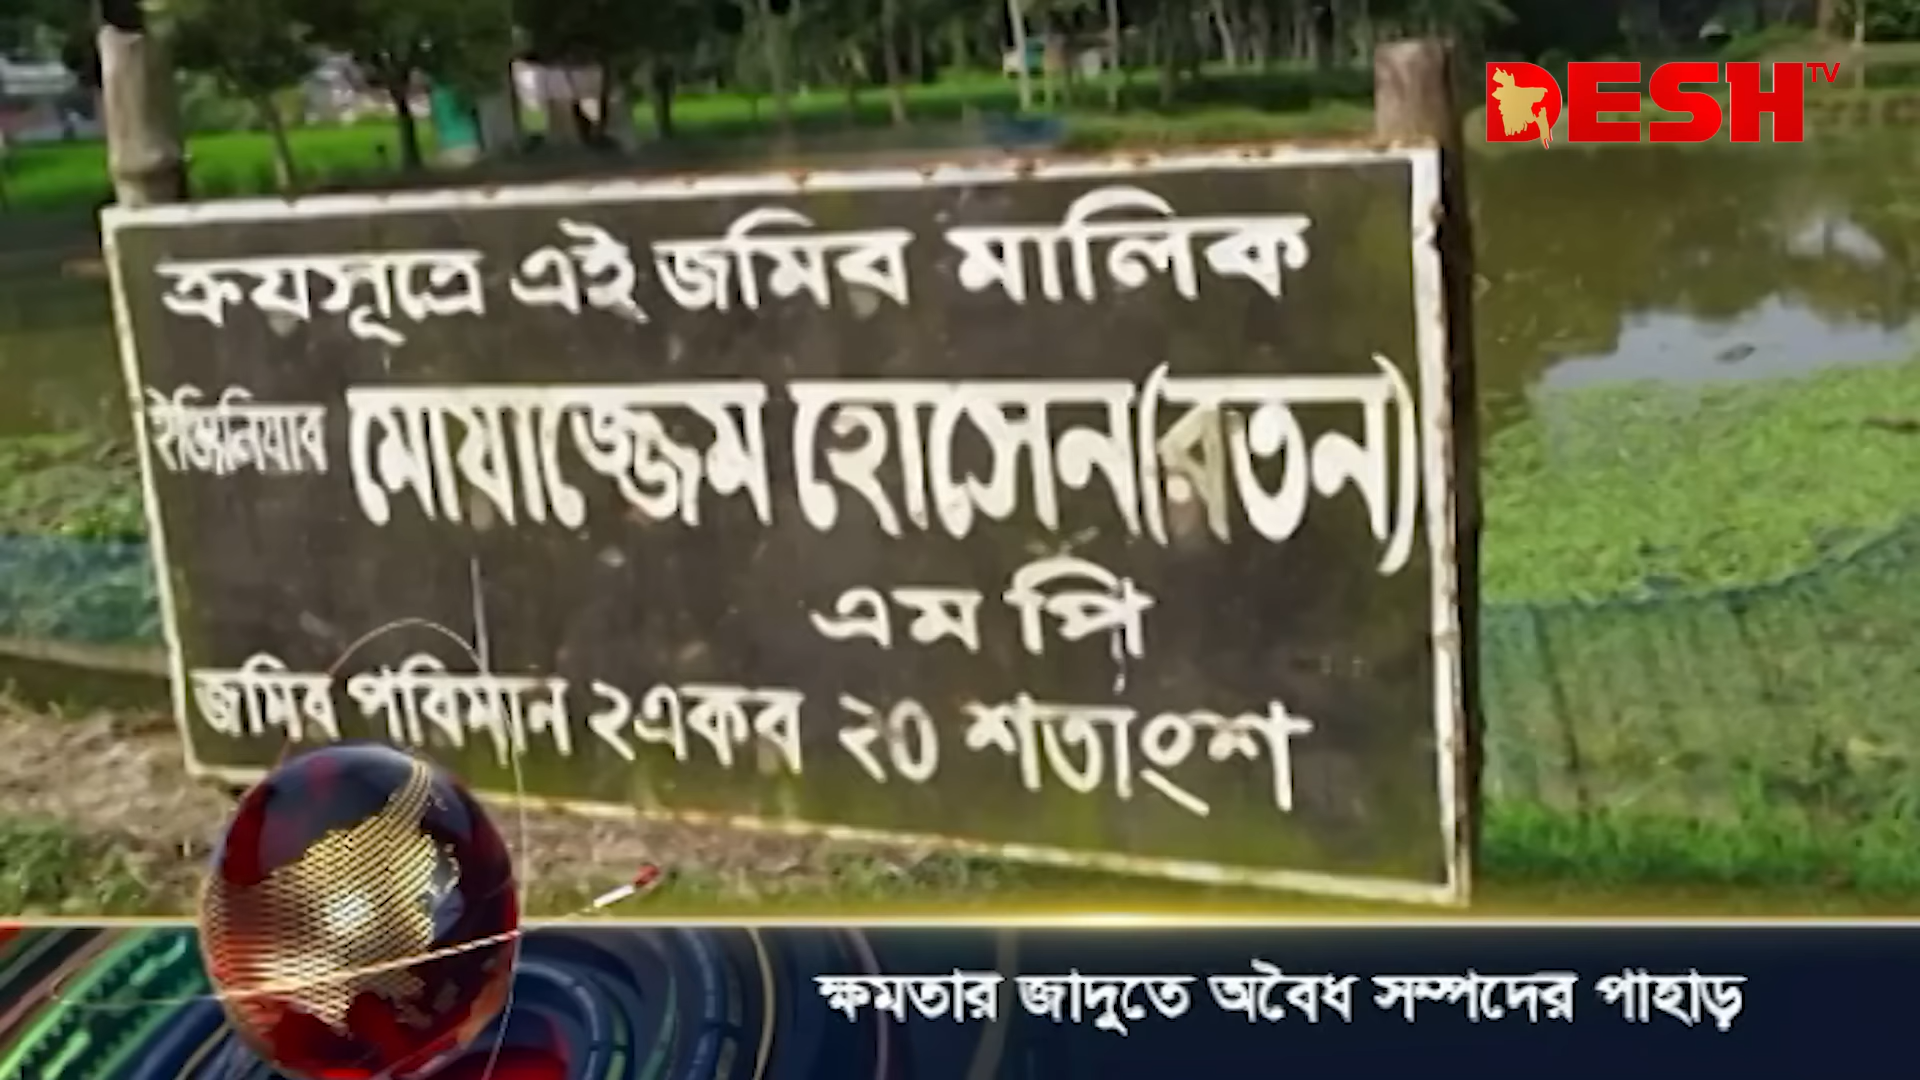 DESH TV
ক্রয়সূত্রে এই জমির মালিক
ইঞ্জিনিয়ার মোয়াজ্জেম হোসেন(রতন)
এম পি
জমির পরিমান ২একর ২০ শতাংশ
ক্ষমতার জাদুতে অবৈধ সম্পদের পাহাড়